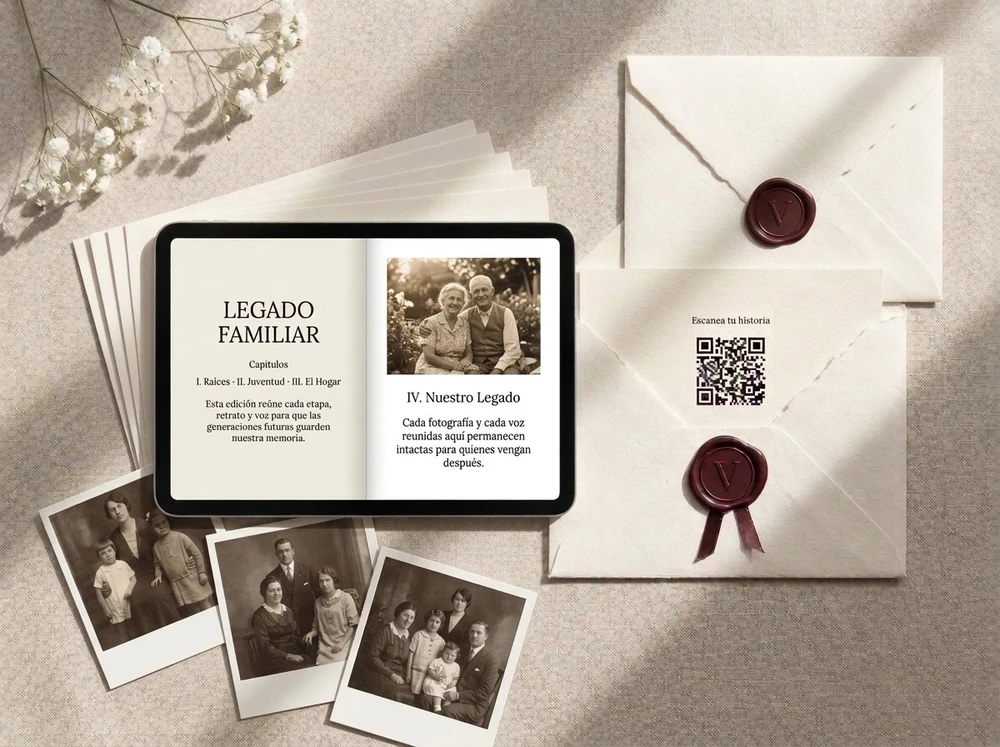 LEGADO
FAMILIAR
Capitulos
I. Raíces · II. Juventud · III. El Hogar
Esta edición reúne cada etapa,
retrato y voz para que las
generaciones futuras guarden
nuestra memoria.
IV. Nuestro Legado
Cada fotografía y cada voz
reunidas aquí permanecen
intactas para quienes vengan
después.
V
Escanea tu historia
V